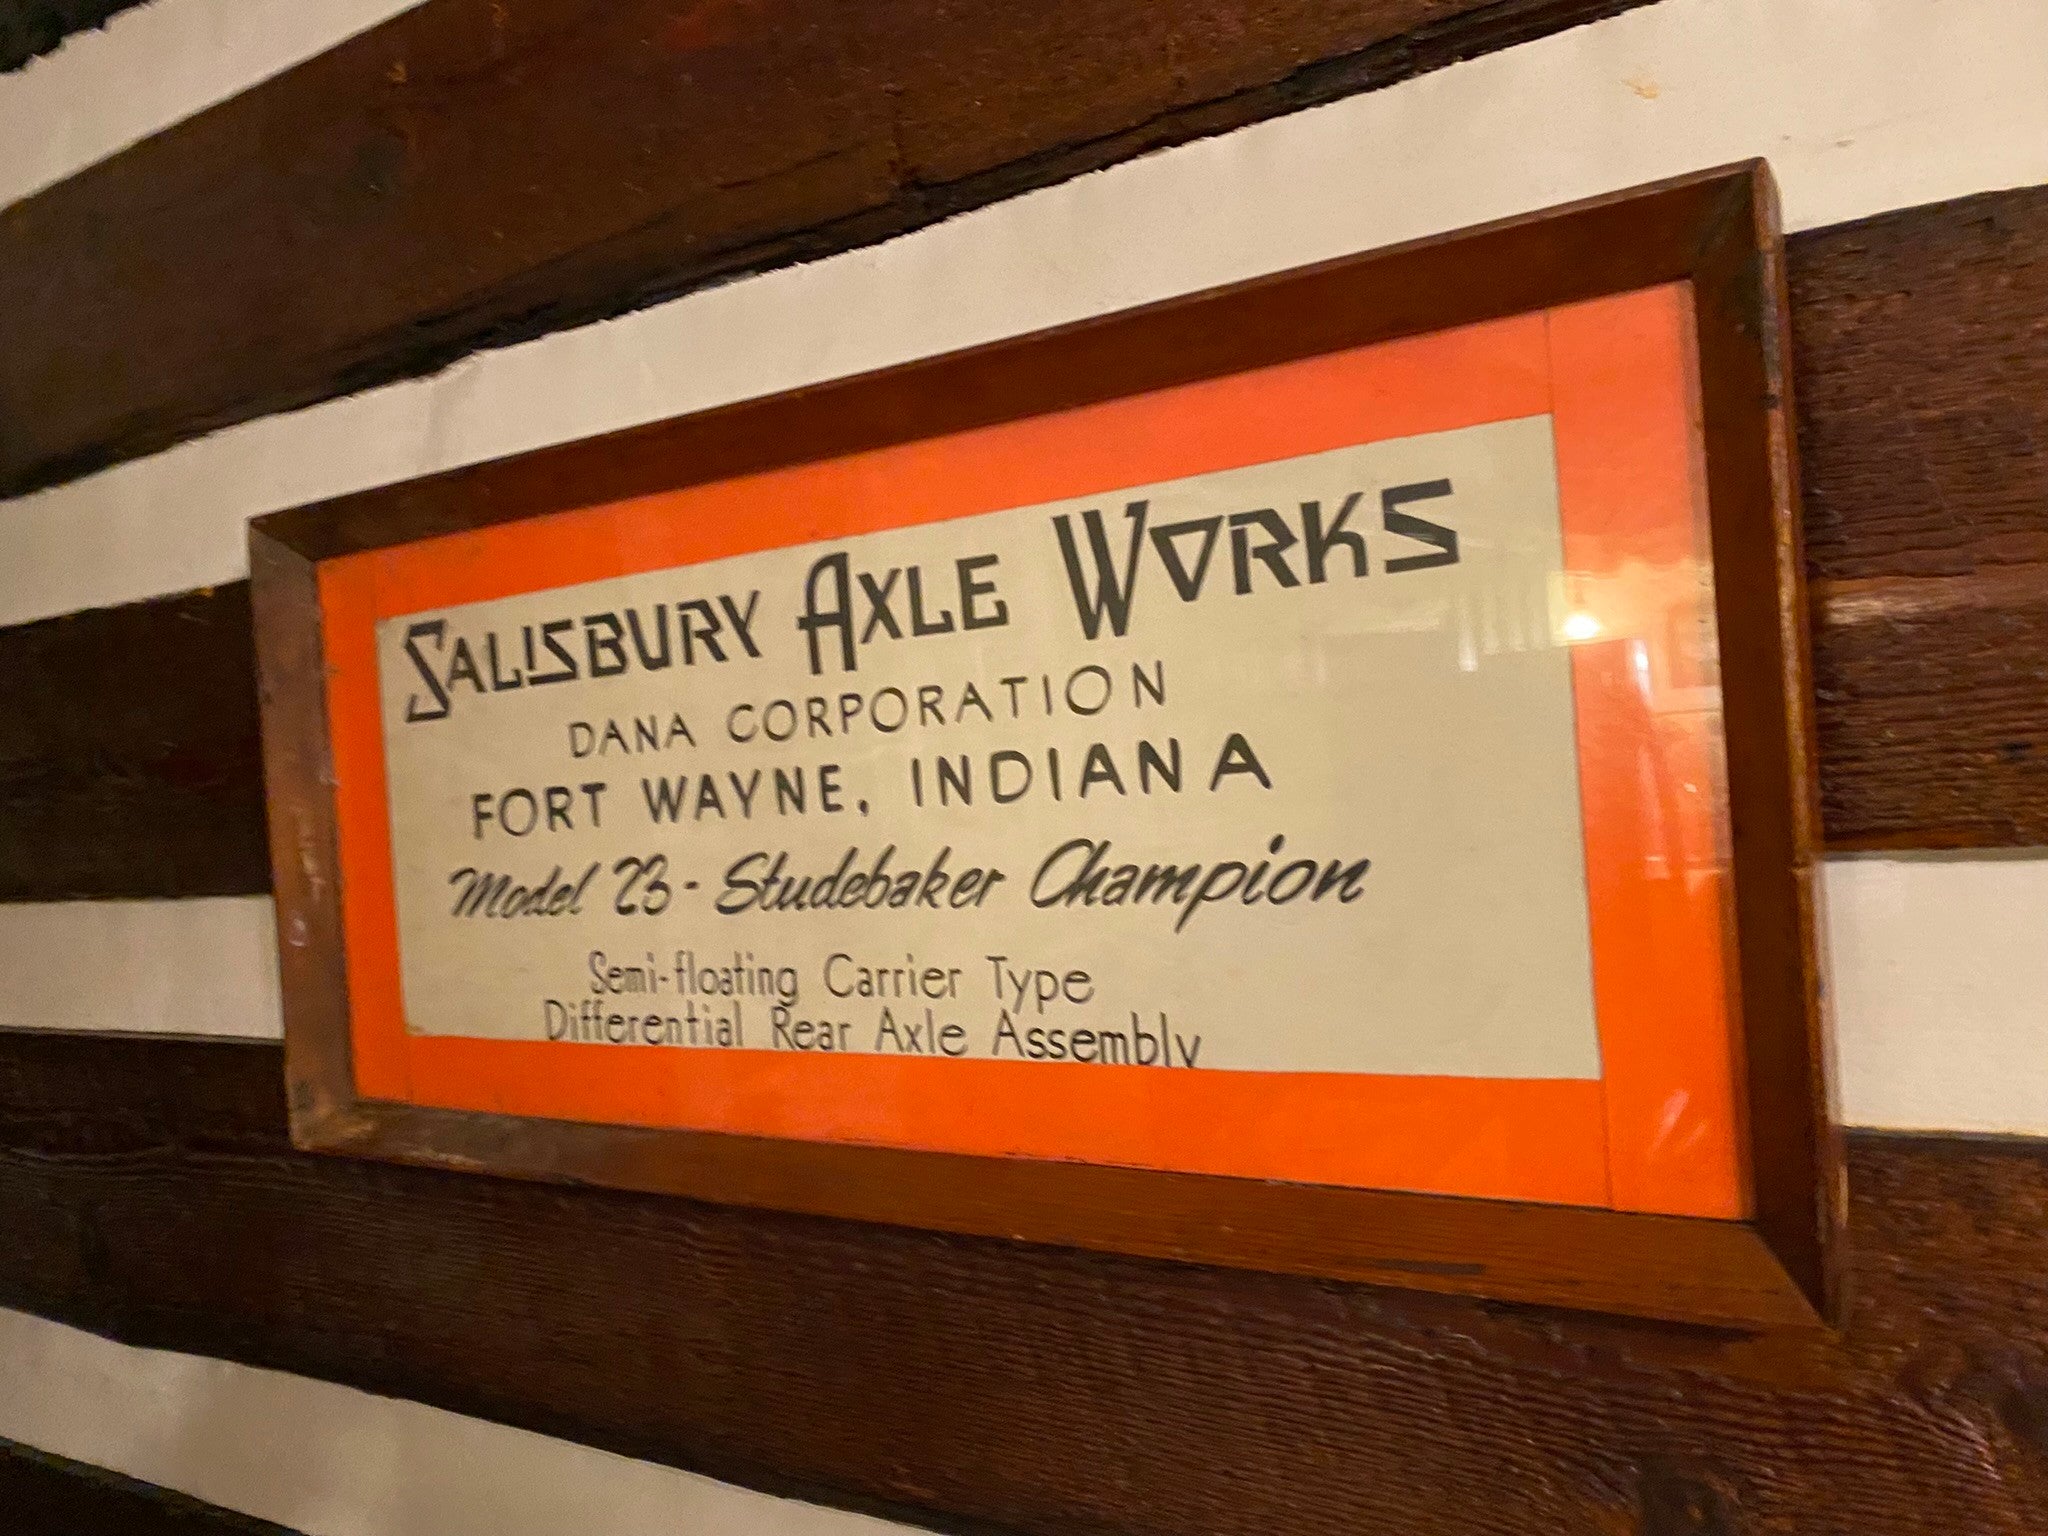 SALISBURY AXLE WORKS
DANA CORPORATION
FORT WAYNE, INDIANA
Model 23 - Studebaker Champion
Semi-floating Carrier Type
Differential Rear Axle Assembly